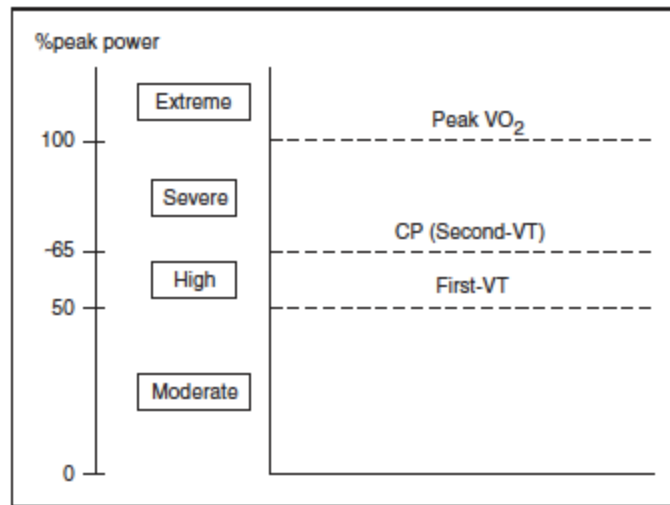 %peak power
Extreme
Peak VO2
100
Severe
CP (Second-VT)
-65
High
First-VT
50
Moderate
0